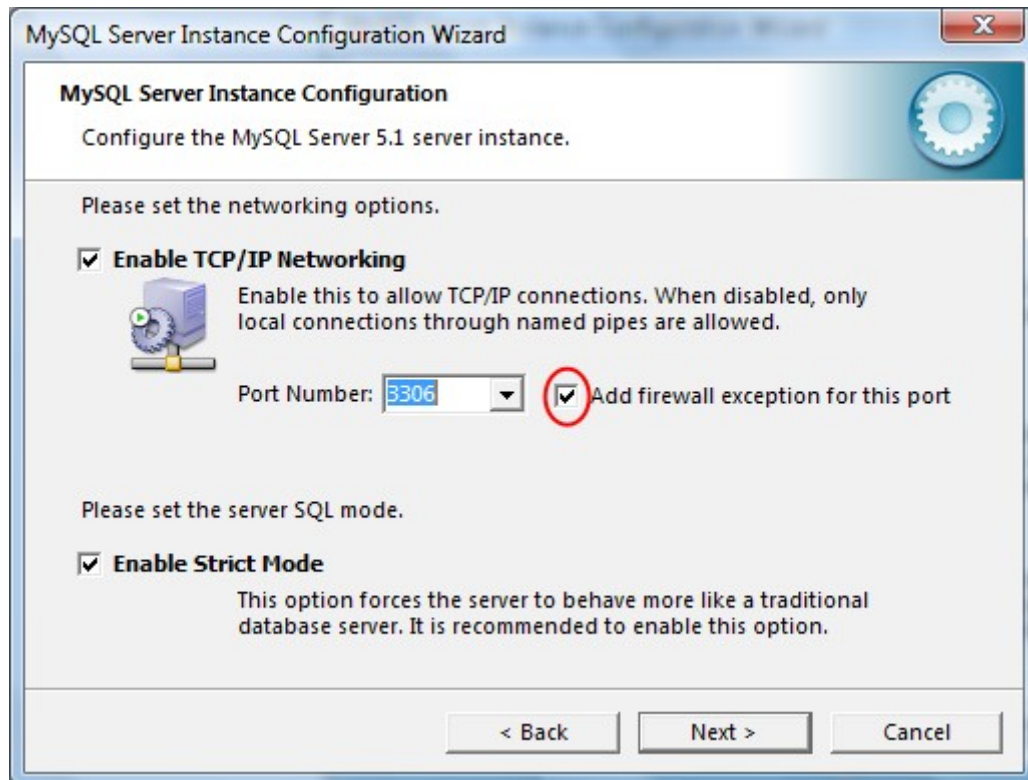 MySQL Server Instance Configuration Wizard
MySQL Server Instance Configuration
Configure the MySQL Server 5.1 server instance.
Please set the networking options.
Enable TCP/IP Networking
Enable this to allow TCP/IP connections. When disabled, only
local connections through named pipes are allowed.
Port Number: 3306 Add firewall exception for this port
Please set the server SQL mode.
Enable Strict Mode
This option forces the server to behave more like a traditional
database server. It is recommended to enable this option.
< Back Next > Cancel